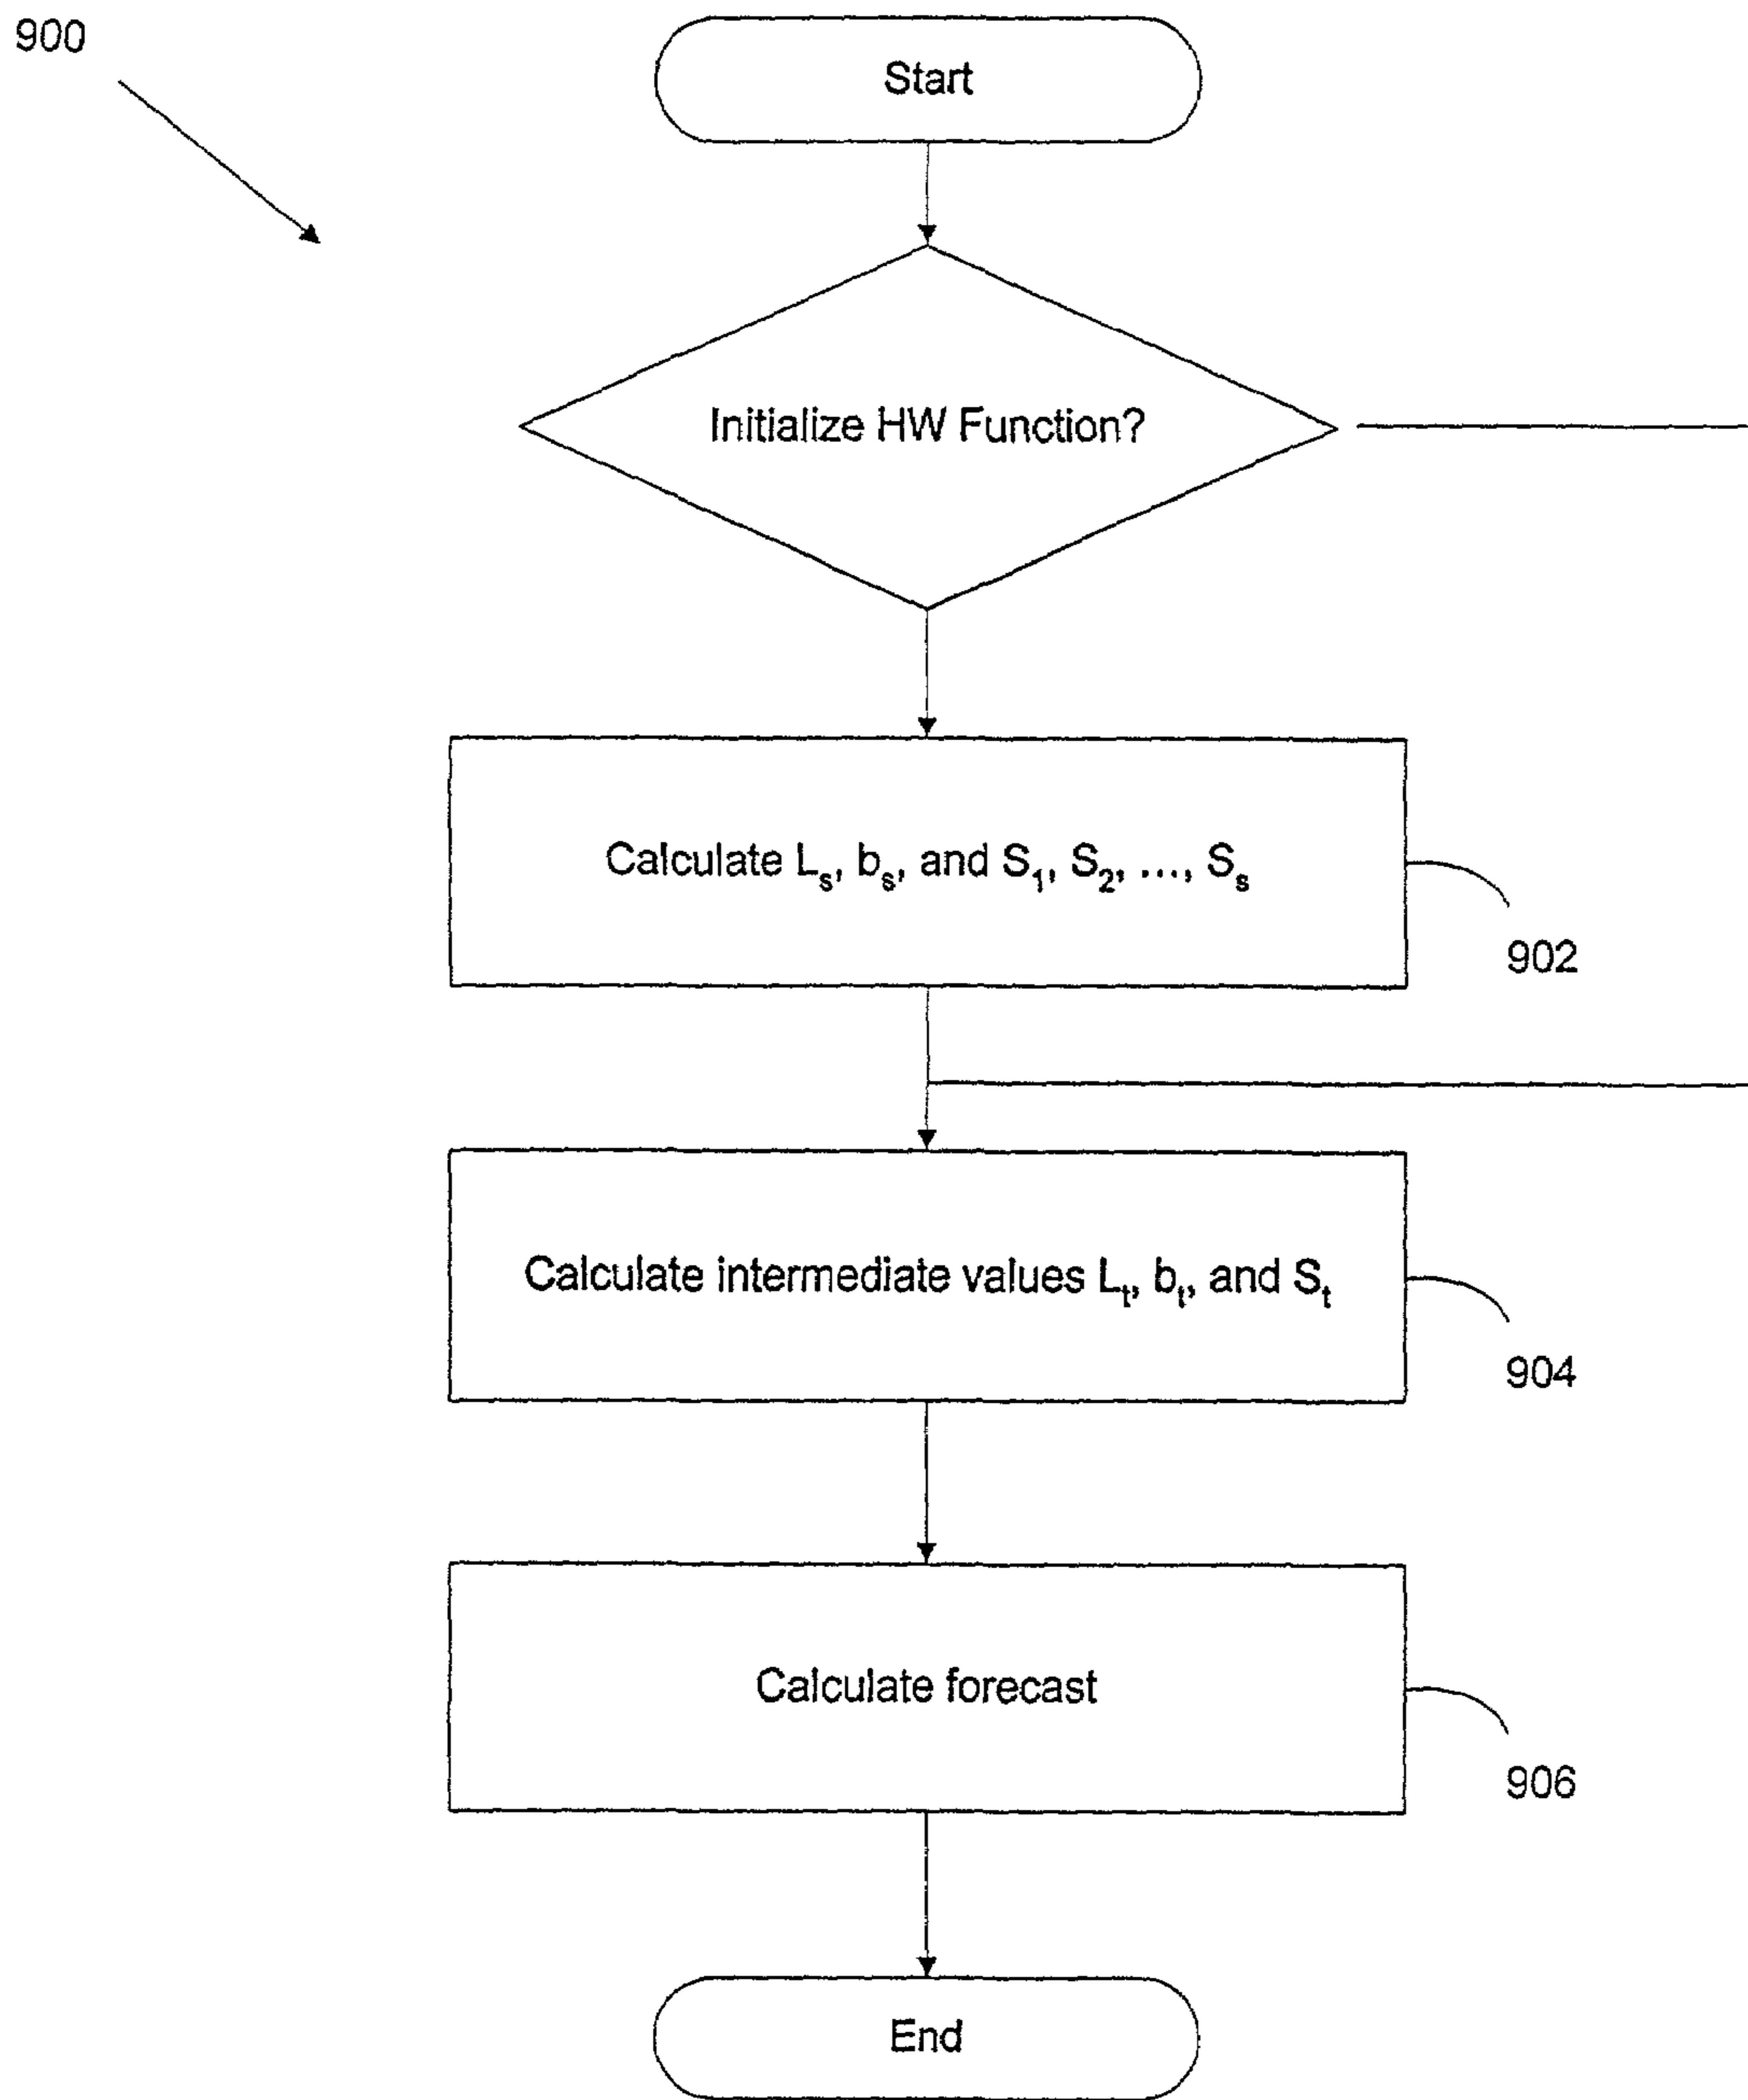 900
Start
Initialize HW Function?
Calculate Lₛ, bₛ, and S₁, S₂, ..., Sₛ
902
Calculate intermediate values Lₜ, bₜ, and Sₜ
904
Calculate forecast
906
End